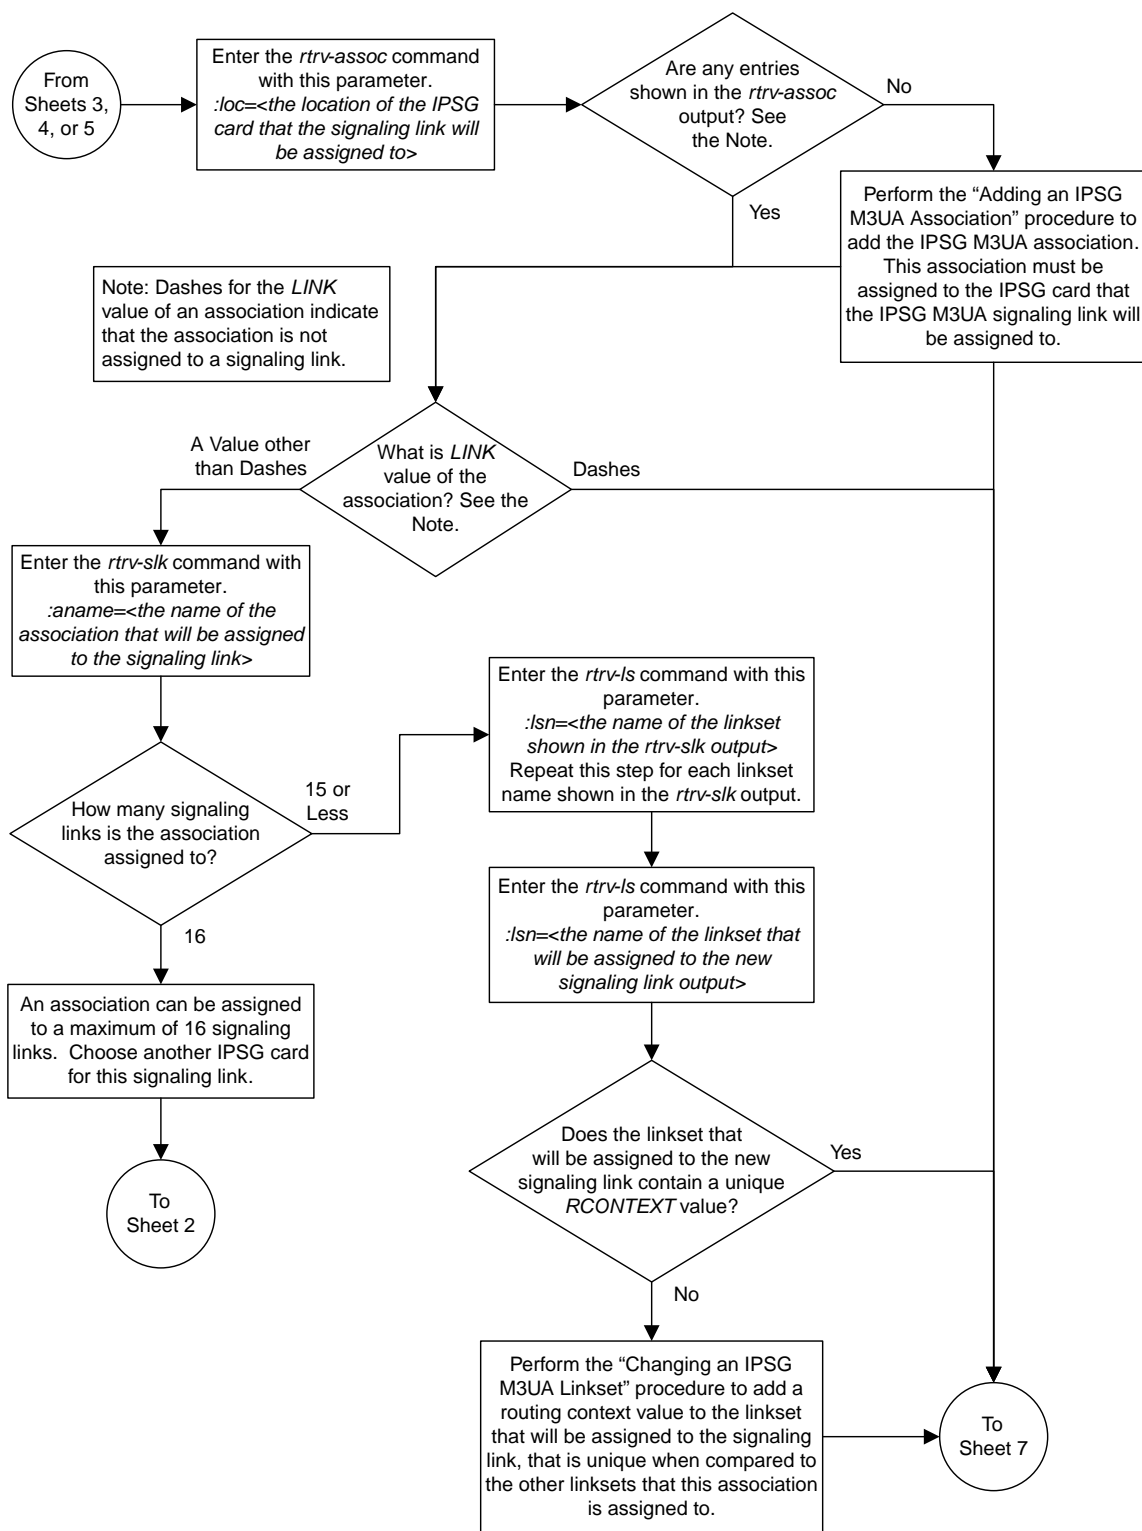 From
Sheets 3,
4, or 5
Enter the rtrv-assoc command
with this parameter.
:loc=<the location of the IPSG
card that the signaling link will
be assigned to>
Are any entries
shown in the rtrv-assoc
output? See
the Note.
No
Yes
Perform the “Adding an IPSG
M3UA Association” procedure to
add the IPSG M3UA association.
This association must be
assigned to the IPSG card that
the IPSG M3UA signaling link will
be assigned to.
Note: Dashes for the LINK
value of an association indicate
that the association is not
assigned to a signaling link.
What is LINK
value of the
association? See the
Note.
A Value other
than Dashes
Dashes
Enter the rtrv-slk command with
this parameter.
:aname=<the name of the
association that will be assigned
to the signaling link>
How many signaling
links is the association
assigned to?
15 or
Less
16
An association can be assigned
to a maximum of 16 signaling
links. Choose another IPSG card
for this signaling link.
To
Sheet 2
Enter the rtrv-ls command with this
parameter.
:lsn=<the name of the linkset
shown in the rtrv-slk output>
Repeat this step for each linkset
name shown in the rtrv-slk output.
Enter the rtrv-ls command with this
parameter.
:lsn=<the name of the linkset that
will be assigned to the new
signaling link output>
Does the linkset that
will be assigned to the new
signaling link contain a unique
RCONTEXT value?
Yes
No
Perform the “Changing an IPSG
M3UA Linkset” procedure to add a
routing context value to the linkset
that will be assigned to the signaling
link, that is unique when compared to
the other linksets that this association
is assigned to.
To
Sheet 7